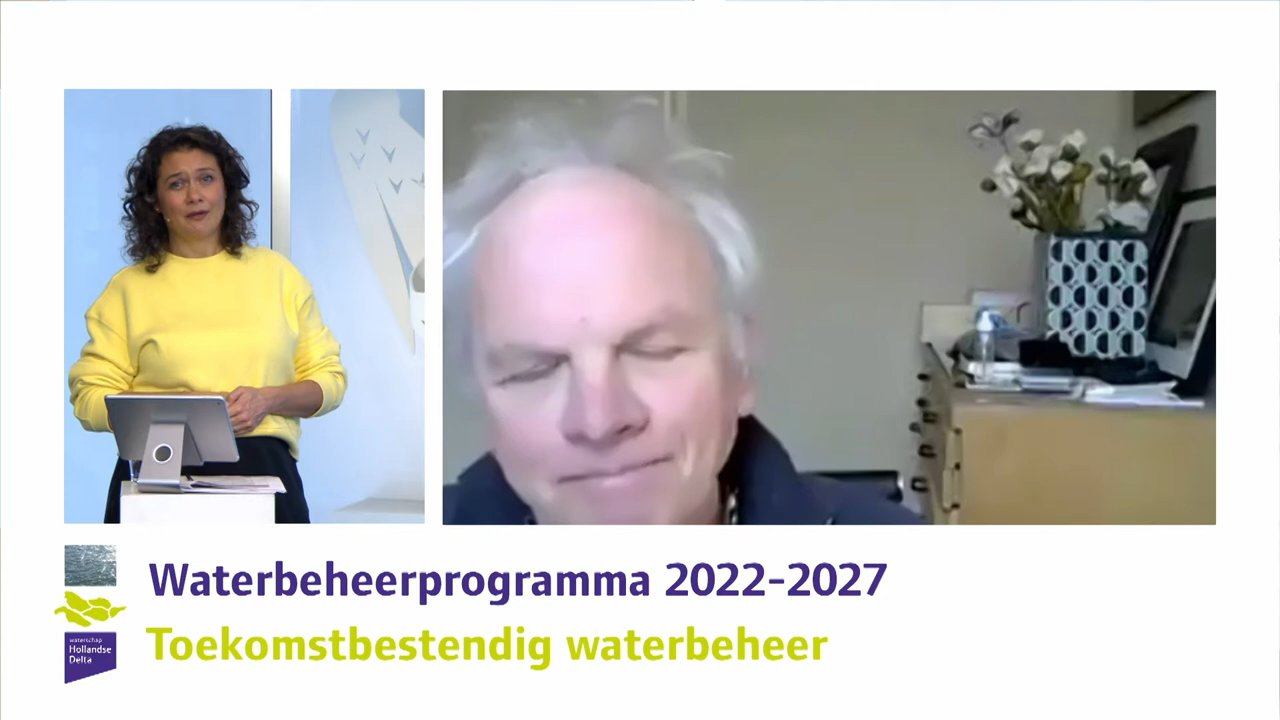 Waterbeheerprogramma 2022-2027
waterschap
Hollandse
Delta
Toekomstbestendig waterbeheer